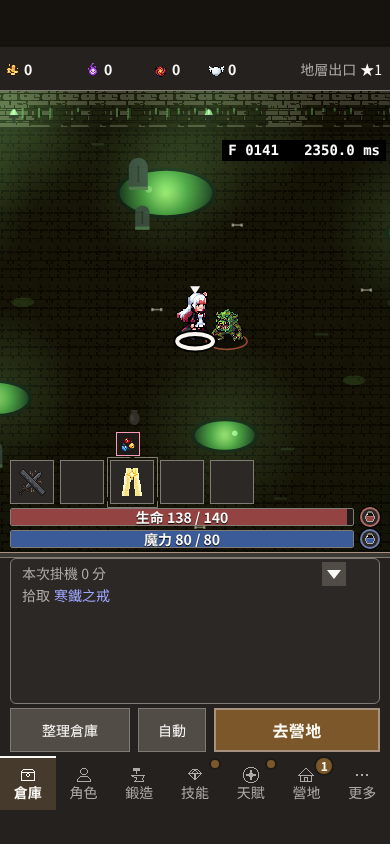 0 0 0 0 地層出口 ★1
F 0141 2350.0 ms
生命 138 / 140
魔力 80 / 80
本次掛機 0 分
拾取 寒鐵之戒
整理倉庫 自動 去營地
1
倉庫 角色 鍛造 技能 天賦 營地 更多